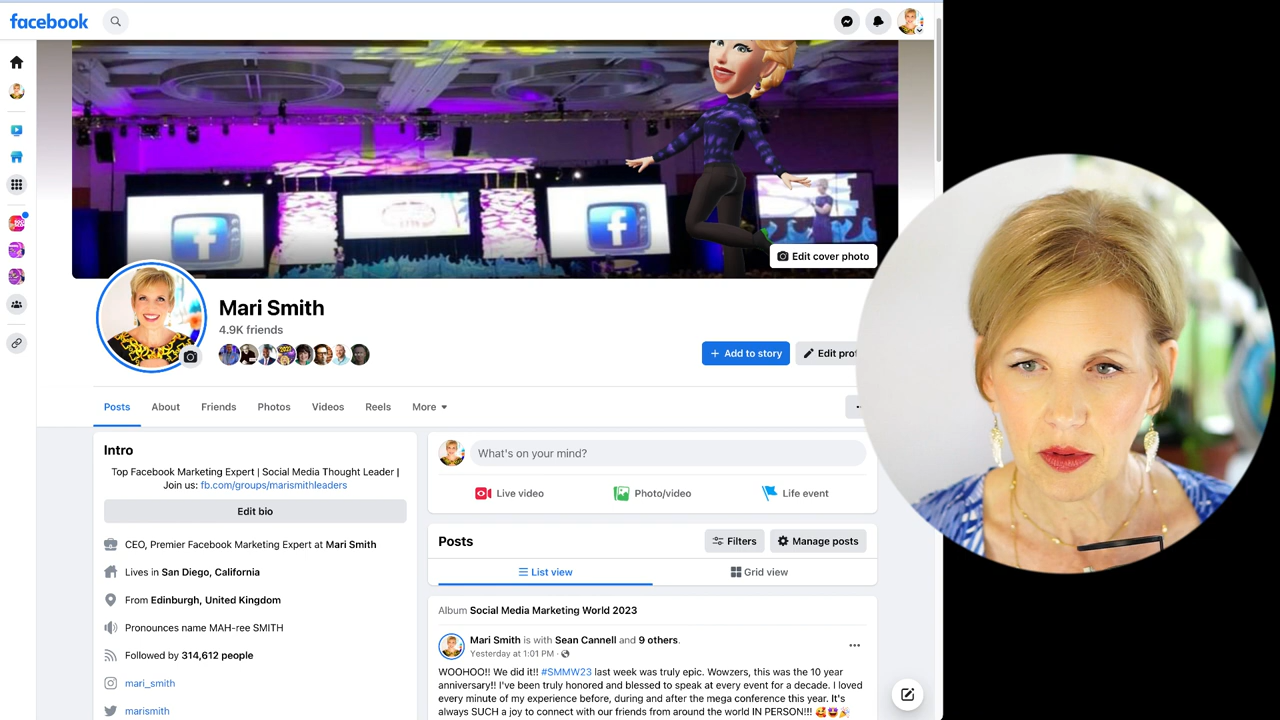 facebook
Edit cover photo
Mari Smith
4.9K friends
+ Add to story
Edit prof
Posts
About
Friends
Photos
Videos
Reels
More
Intro
Top Facebook Marketing Expert | Social Media Thought Leader |
Join us: fb.com/groups/marismithleaders
Edit bio
CEO, Premier Facebook Marketing Expert at Mari Smith
Lives in San Diego, California
From Edinburgh, United Kingdom
Pronounces name MAH-ree SMITH
Followed by 314,612 people
mari_smith
marismith
What's on your mind?
Live video
Photo/video
Life event
Posts
Filters
Manage posts
List view
Grid view
Album Social Media Marketing World 2023
Mari Smith is with Sean Cannell and 9 others.
Yesterday at 1:01 PM ·
WOOHOO!! We did it!! #SMMW23 last week was truly epic. Wowzers, this was the 10 year
anniversary!! I've been truly honored and blessed to speak at every event for a decade. I loved
every minute of my experience before, during and after the mega conference this year. It's
always SUCH a joy to connect with our friends from around the world IN PERSON!!! 🥰🤩🎉